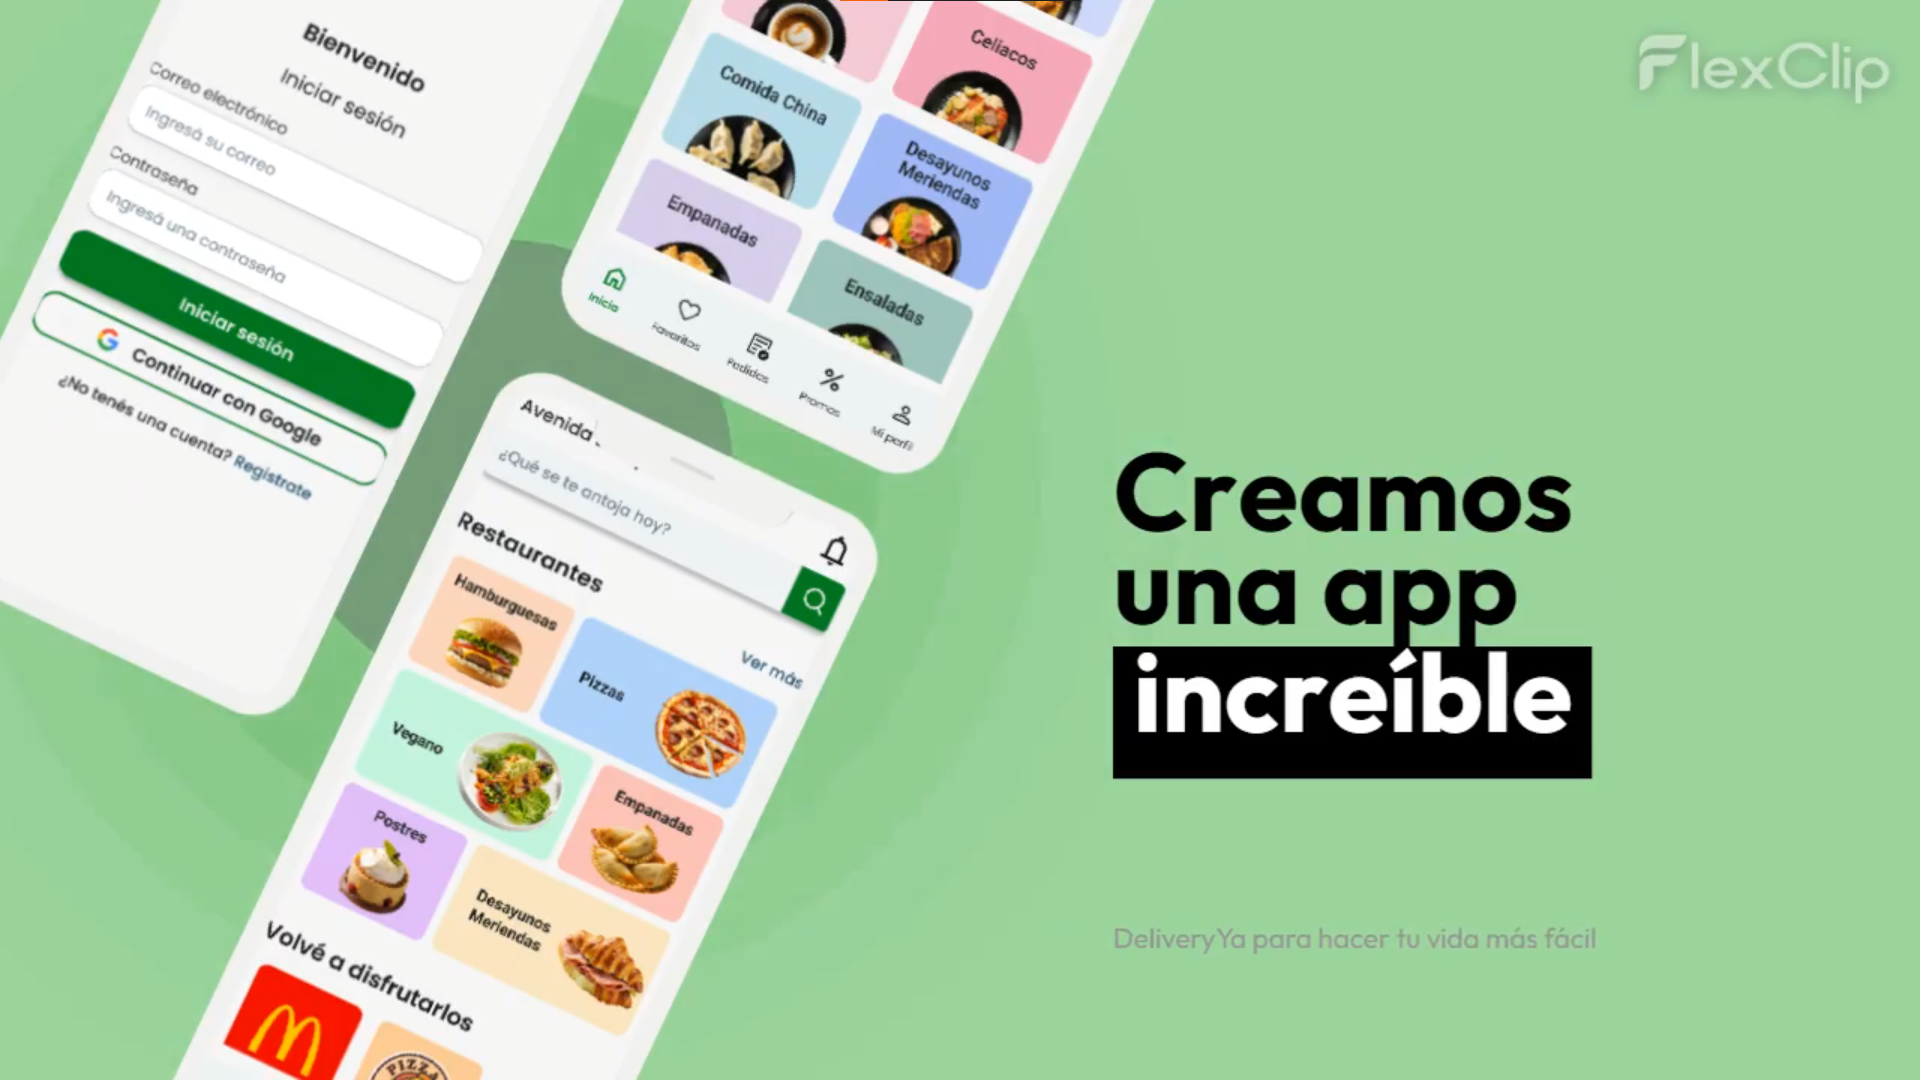 Bienvenido
Iniciar sesión
Correo electrónico
Ingresá su correo
Contraseña
Ingresá una contraseña
Iniciar sesión
Continuar con Google
¿No tenés una cuenta? Registrate
Celiacos
Comida China
Desayunos
Meriendas
Empanadas
Ensaladas
Inicio
Favoritos
Pedidos
Promos
Mi perfil
Avenida
¿Qué se te antoja hoy?
Restaurantes
Ver más
Hamburguesas
Pizzas
Vegano
Empanadas
Postres
Desayunos
Meriendas
Volvé a disfrutarlos
PIZZA
FlexClip
Creamos
una app
increíble
DeliveryYa para hacer tu vida más fácil